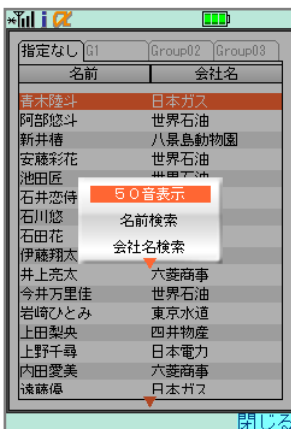 iα
指定なし G1 Group02 Group03
名前 会社名
青木陸斗 日本ガス
阿部悠斗 世界石油
新井椿 八景島動物園
安藤彩花 世界石油
池田匠 世界石油
石井恋侍
５０音表示
石川悠
名前検索
石田花
会社名検索
伊藤翔太
井上亮太 六菱商事
今井万里佳 世界石油
岩崎ひとみ 東京水道
上田梨央 四井物産
上野千尋 日本電力
内田愛美 六菱商事
遠藤優 日本ガス
閉じる